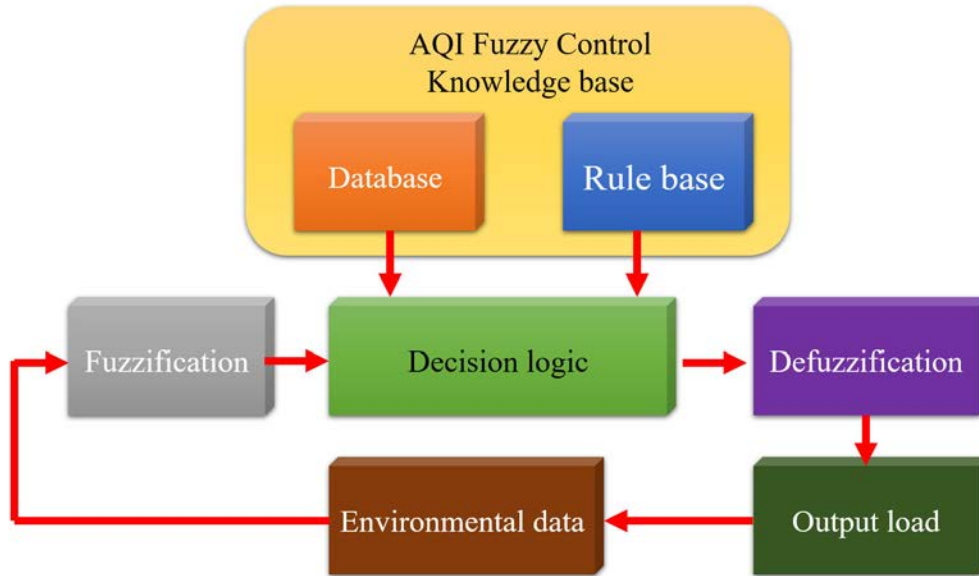 AQI Fuzzy Control
Knowledge base
Database
Rule base
Fuzzification
Decision logic
Defuzzification
Environmental data
Output load